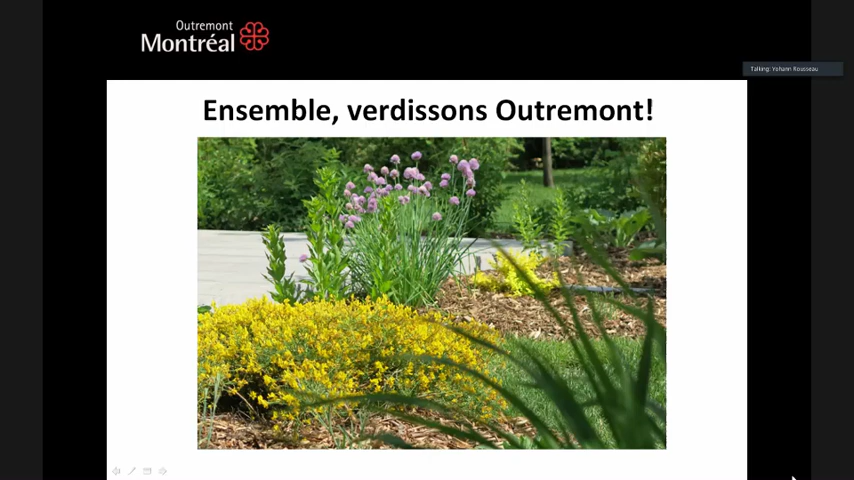 Outremont
Montréal
Talking: Yohann Rousseau
Ensemble, verdissons Outremont!